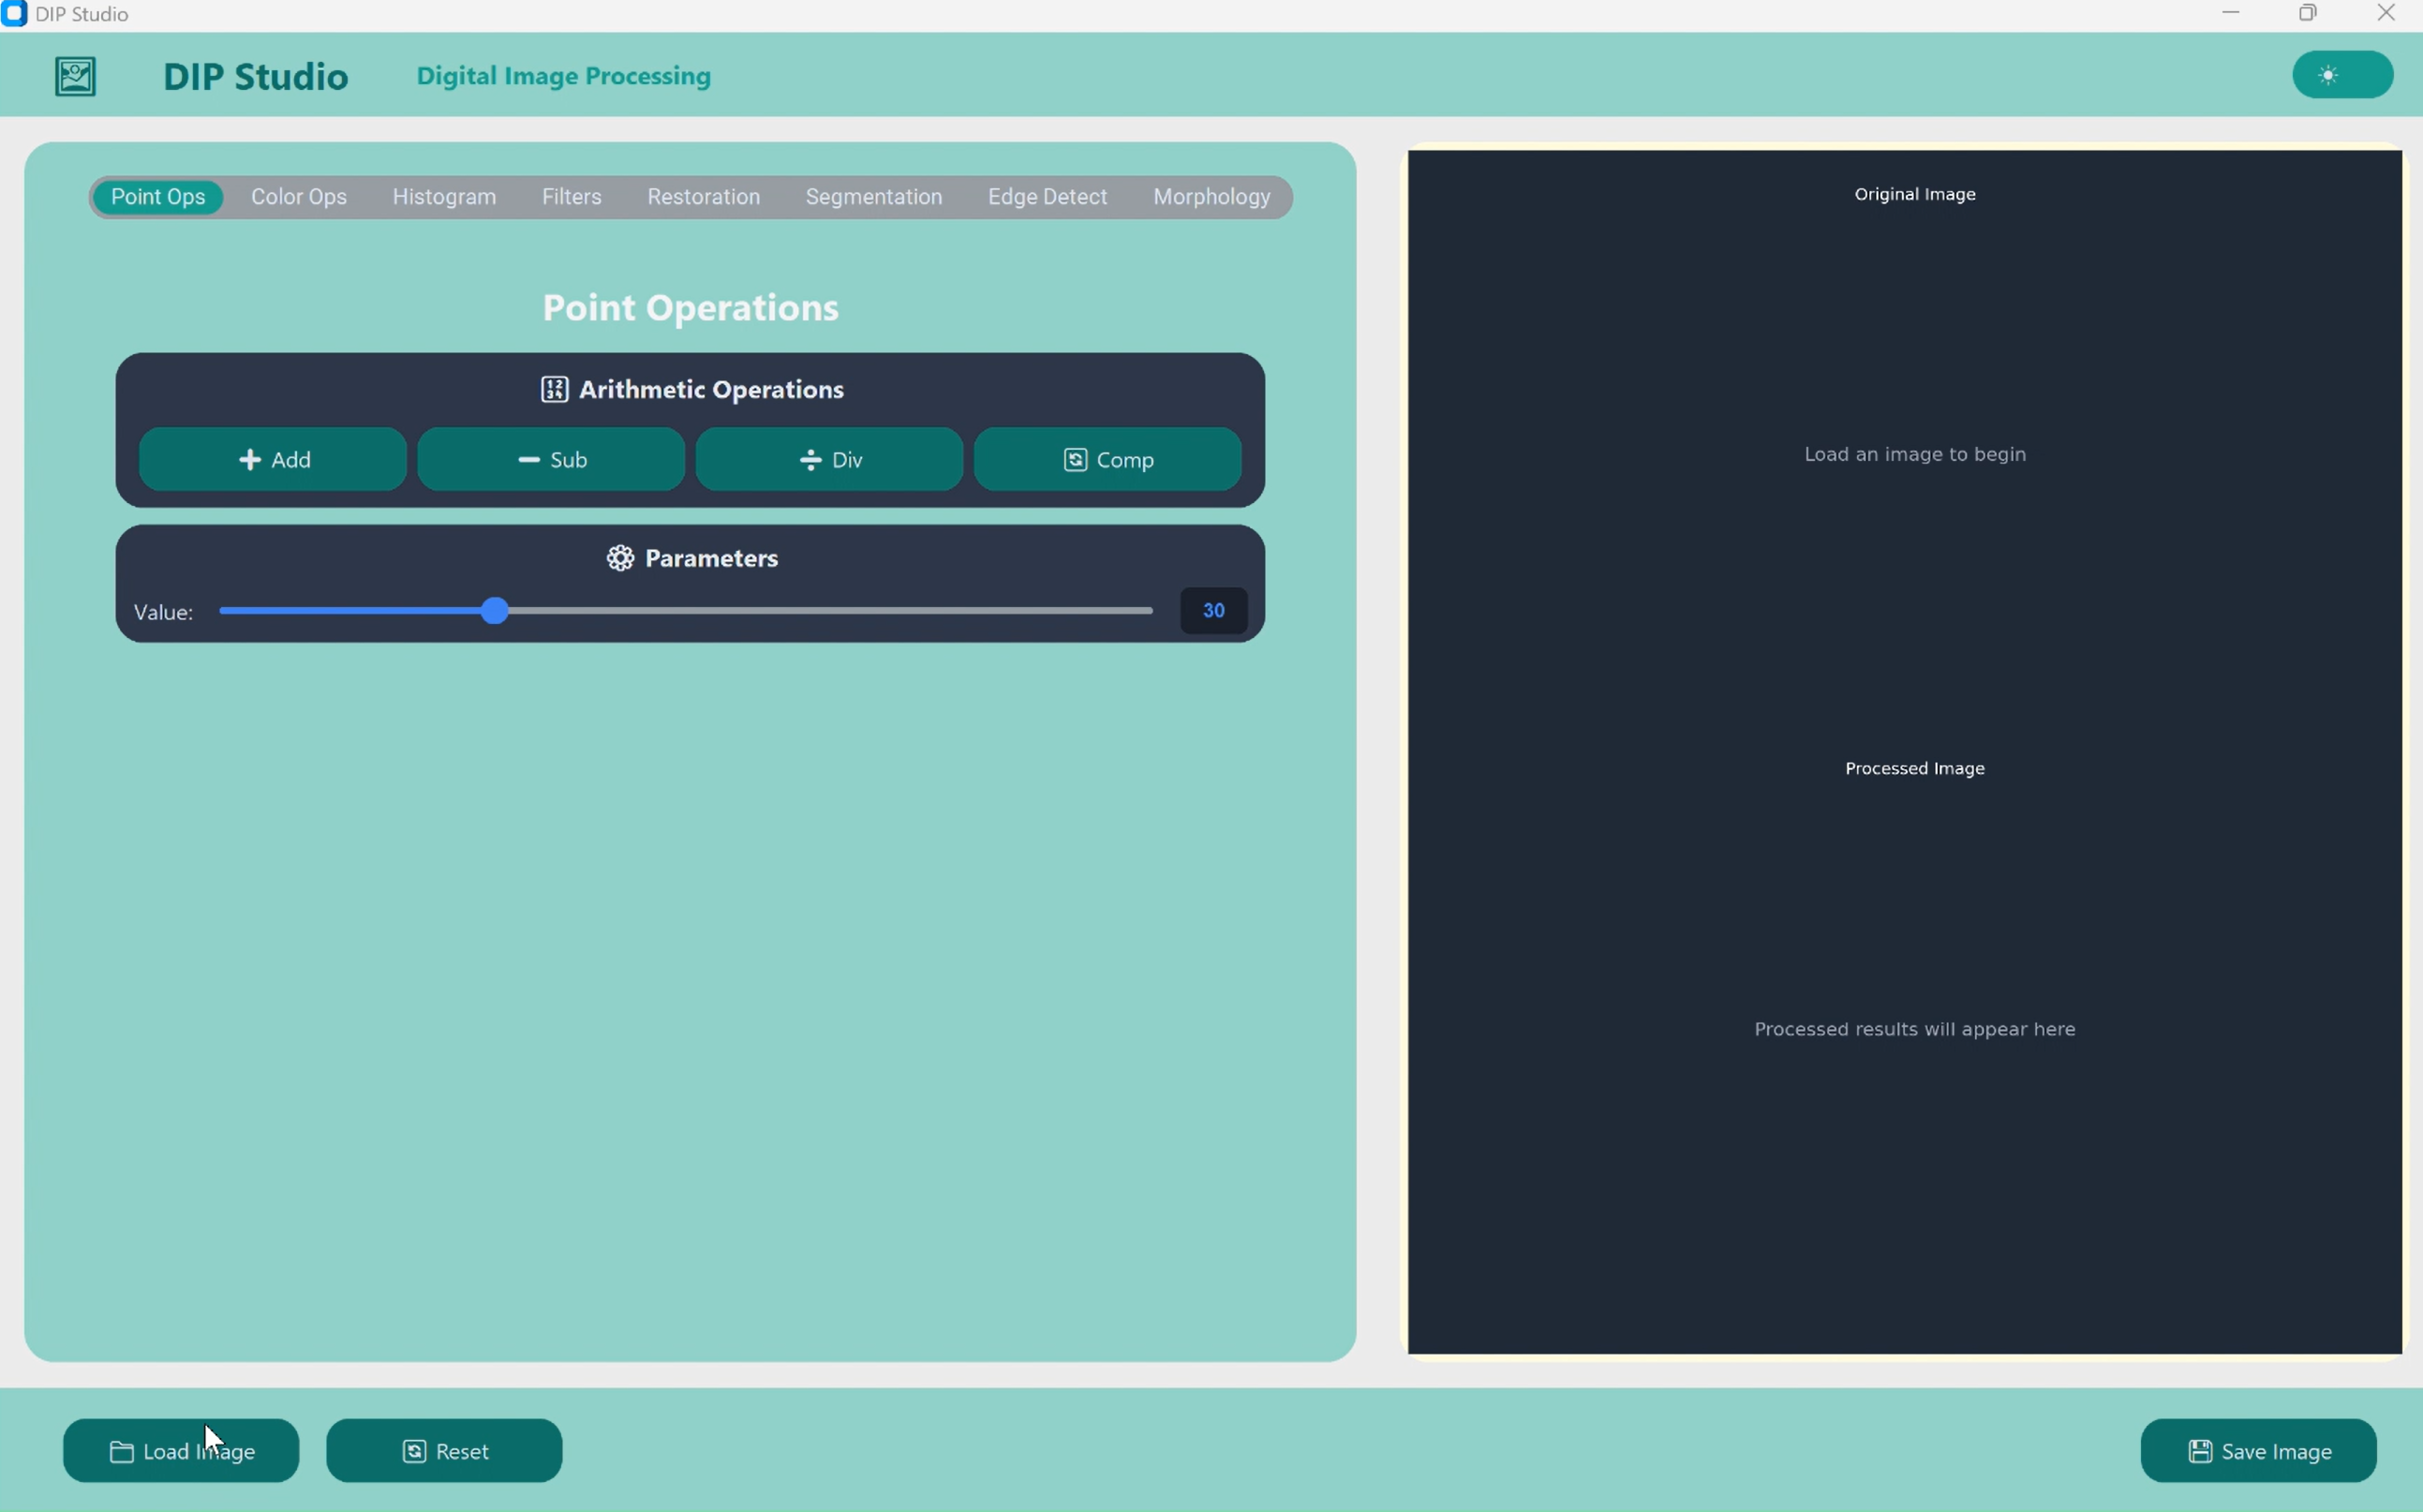 DIP Studio
DIP Studio
Digital Image Processing
Point Ops
Color Ops
Histogram
Filters
Restoration
Segmentation
Edge Detect
Morphology
Point Operations
Arithmetic Operations
Add
Sub
Div
Comp
Parameters
Value:
30
Original Image
Load an image to begin
Processed Image
Processed results will appear here
Load Image
Reset
Save Image